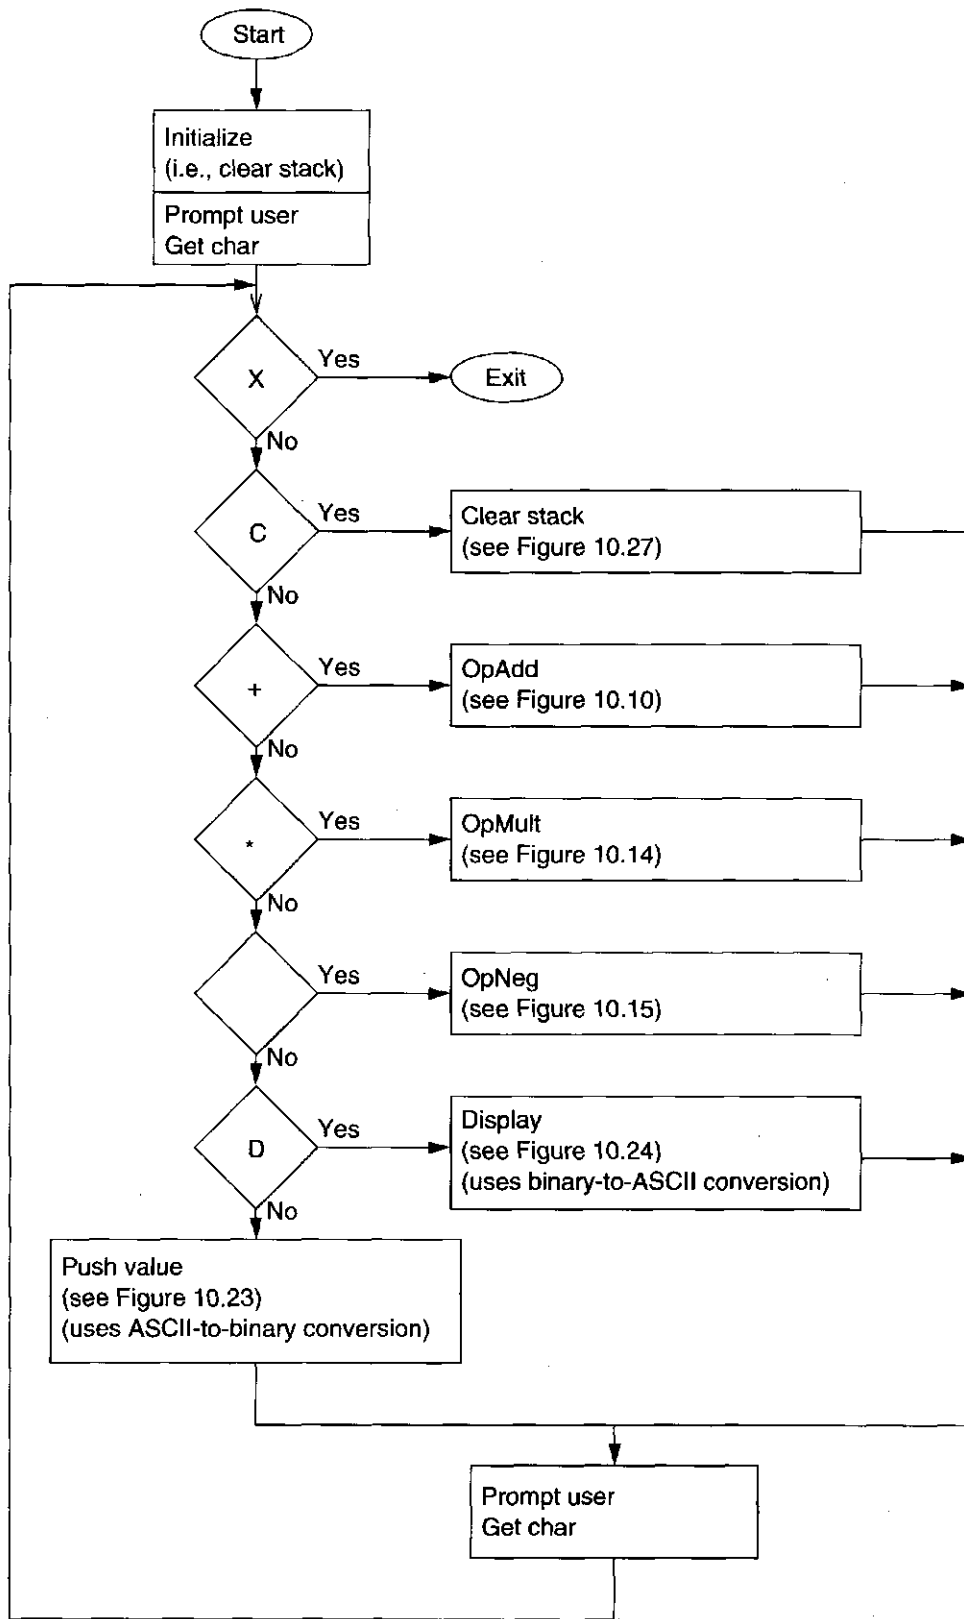 Start
Initialize
(i.e., clear stack)
Prompt user
Get char
X
Yes
Exit
No
C
Yes
Clear stack
(see Figure 10.27)
No
+
Yes
OpAdd
(see Figure 10.10)
No
*
Yes
OpMult
(see Figure 10.14)
No
Yes
OpNeg
(see Figure 10.15)
No
D
Yes
Display
(see Figure 10.24)
(uses binary-to-ASCII conversion)
No
Push value
(see Figure 10.23)
(uses ASCII-to-binary conversion)
Prompt user
Get char